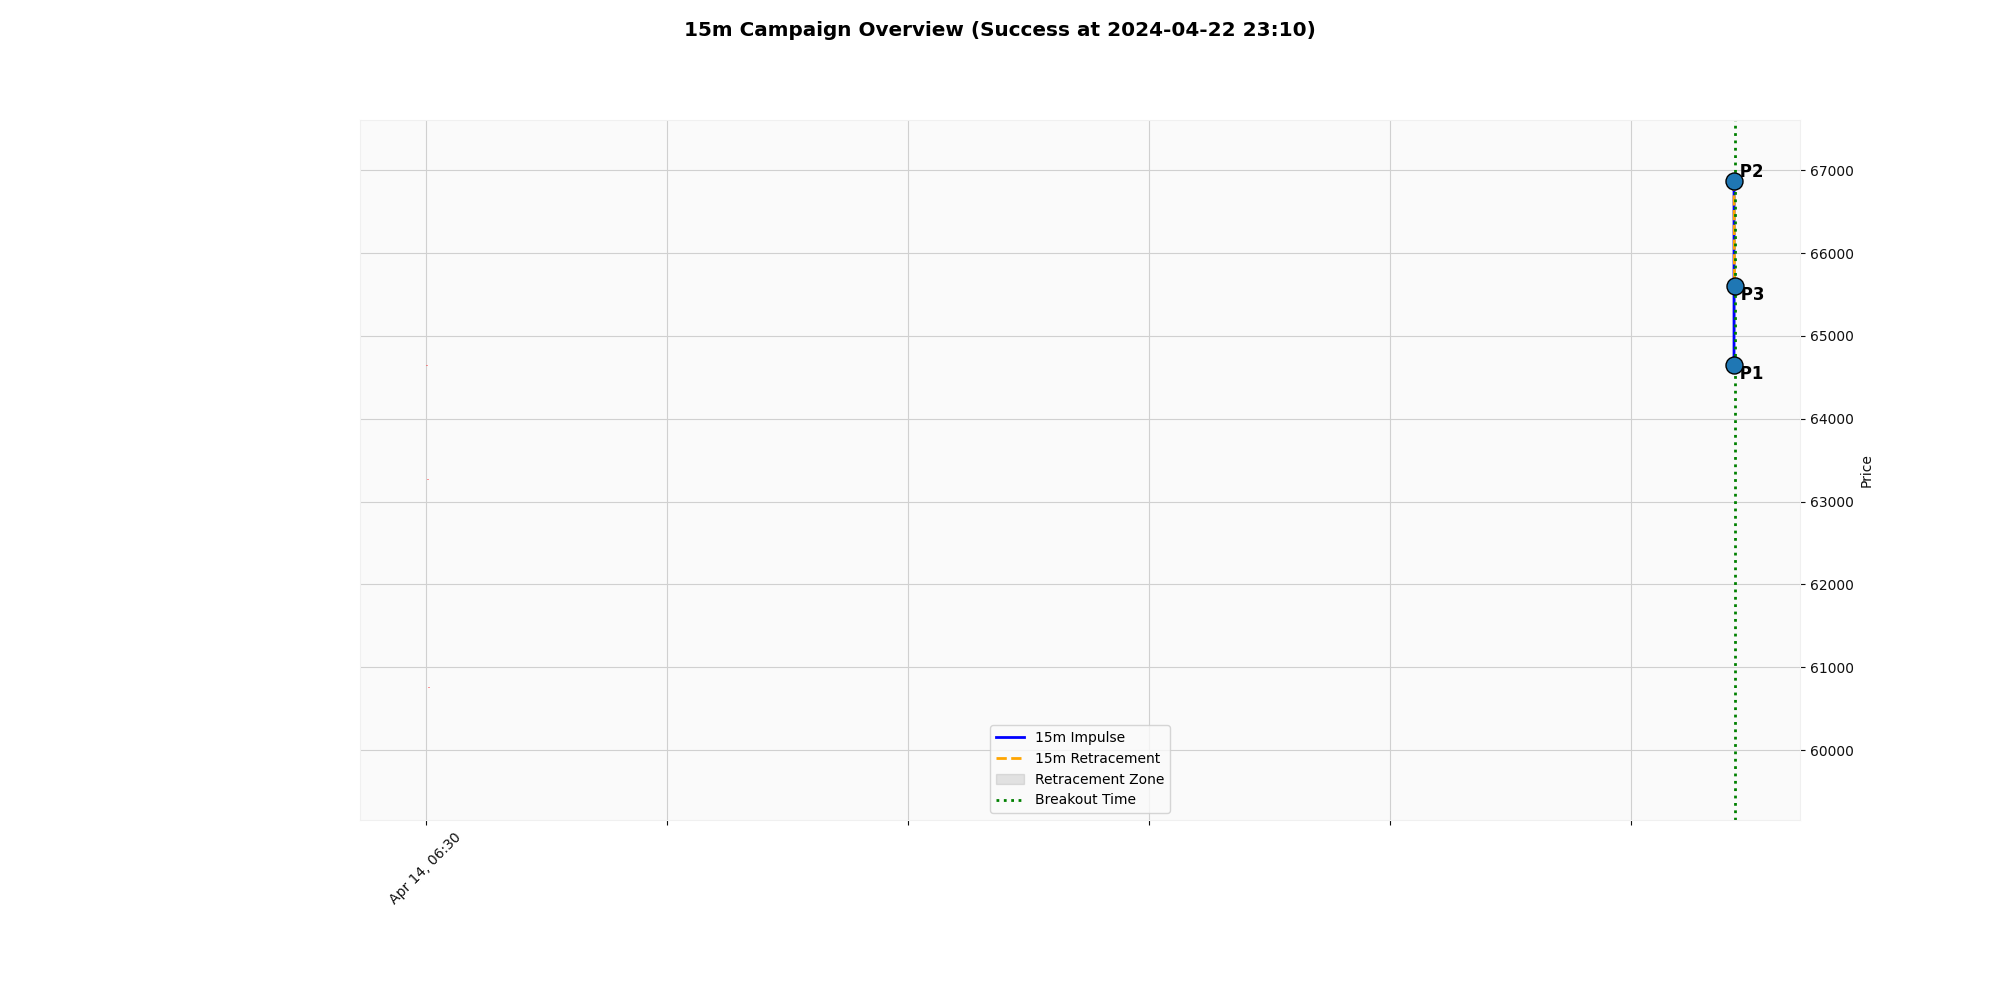 15m Campaign Overview (Success at 2024-04-22 23:10)
P2
P3
P1
67000
66000
65000
64000
63000
62000
61000
60000
Price
15m Impulse
15m Retracement
Retracement Zone
Breakout Time
Apr 14, 06:30